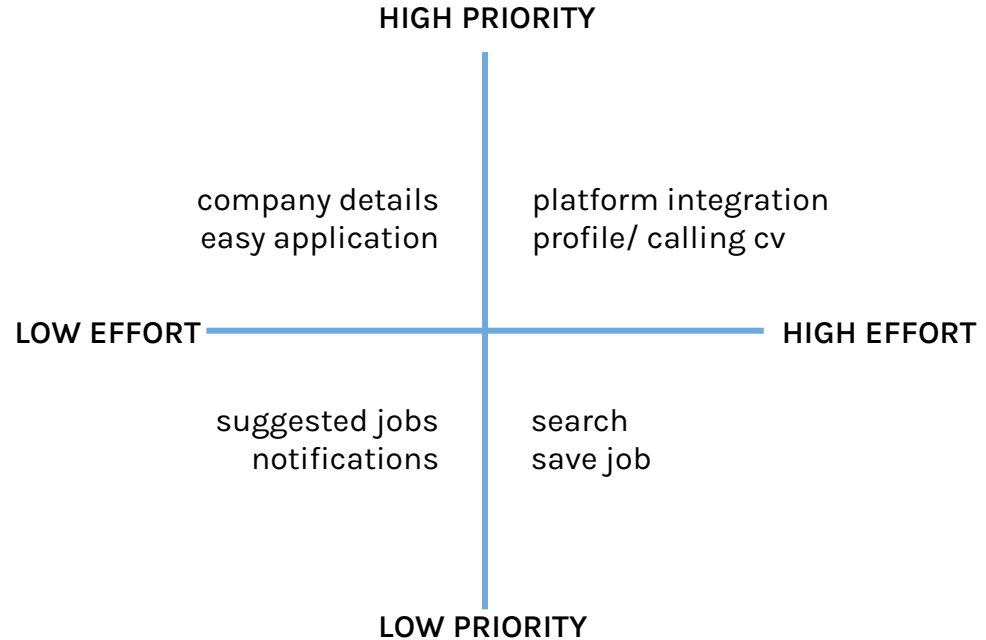 HIGH PRIORITY
company details
easy application
platform integration
profile/ calling cv
LOW EFFORT
HIGH EFFORT
suggested jobs
notifications
search
save job
LOW PRIORITY